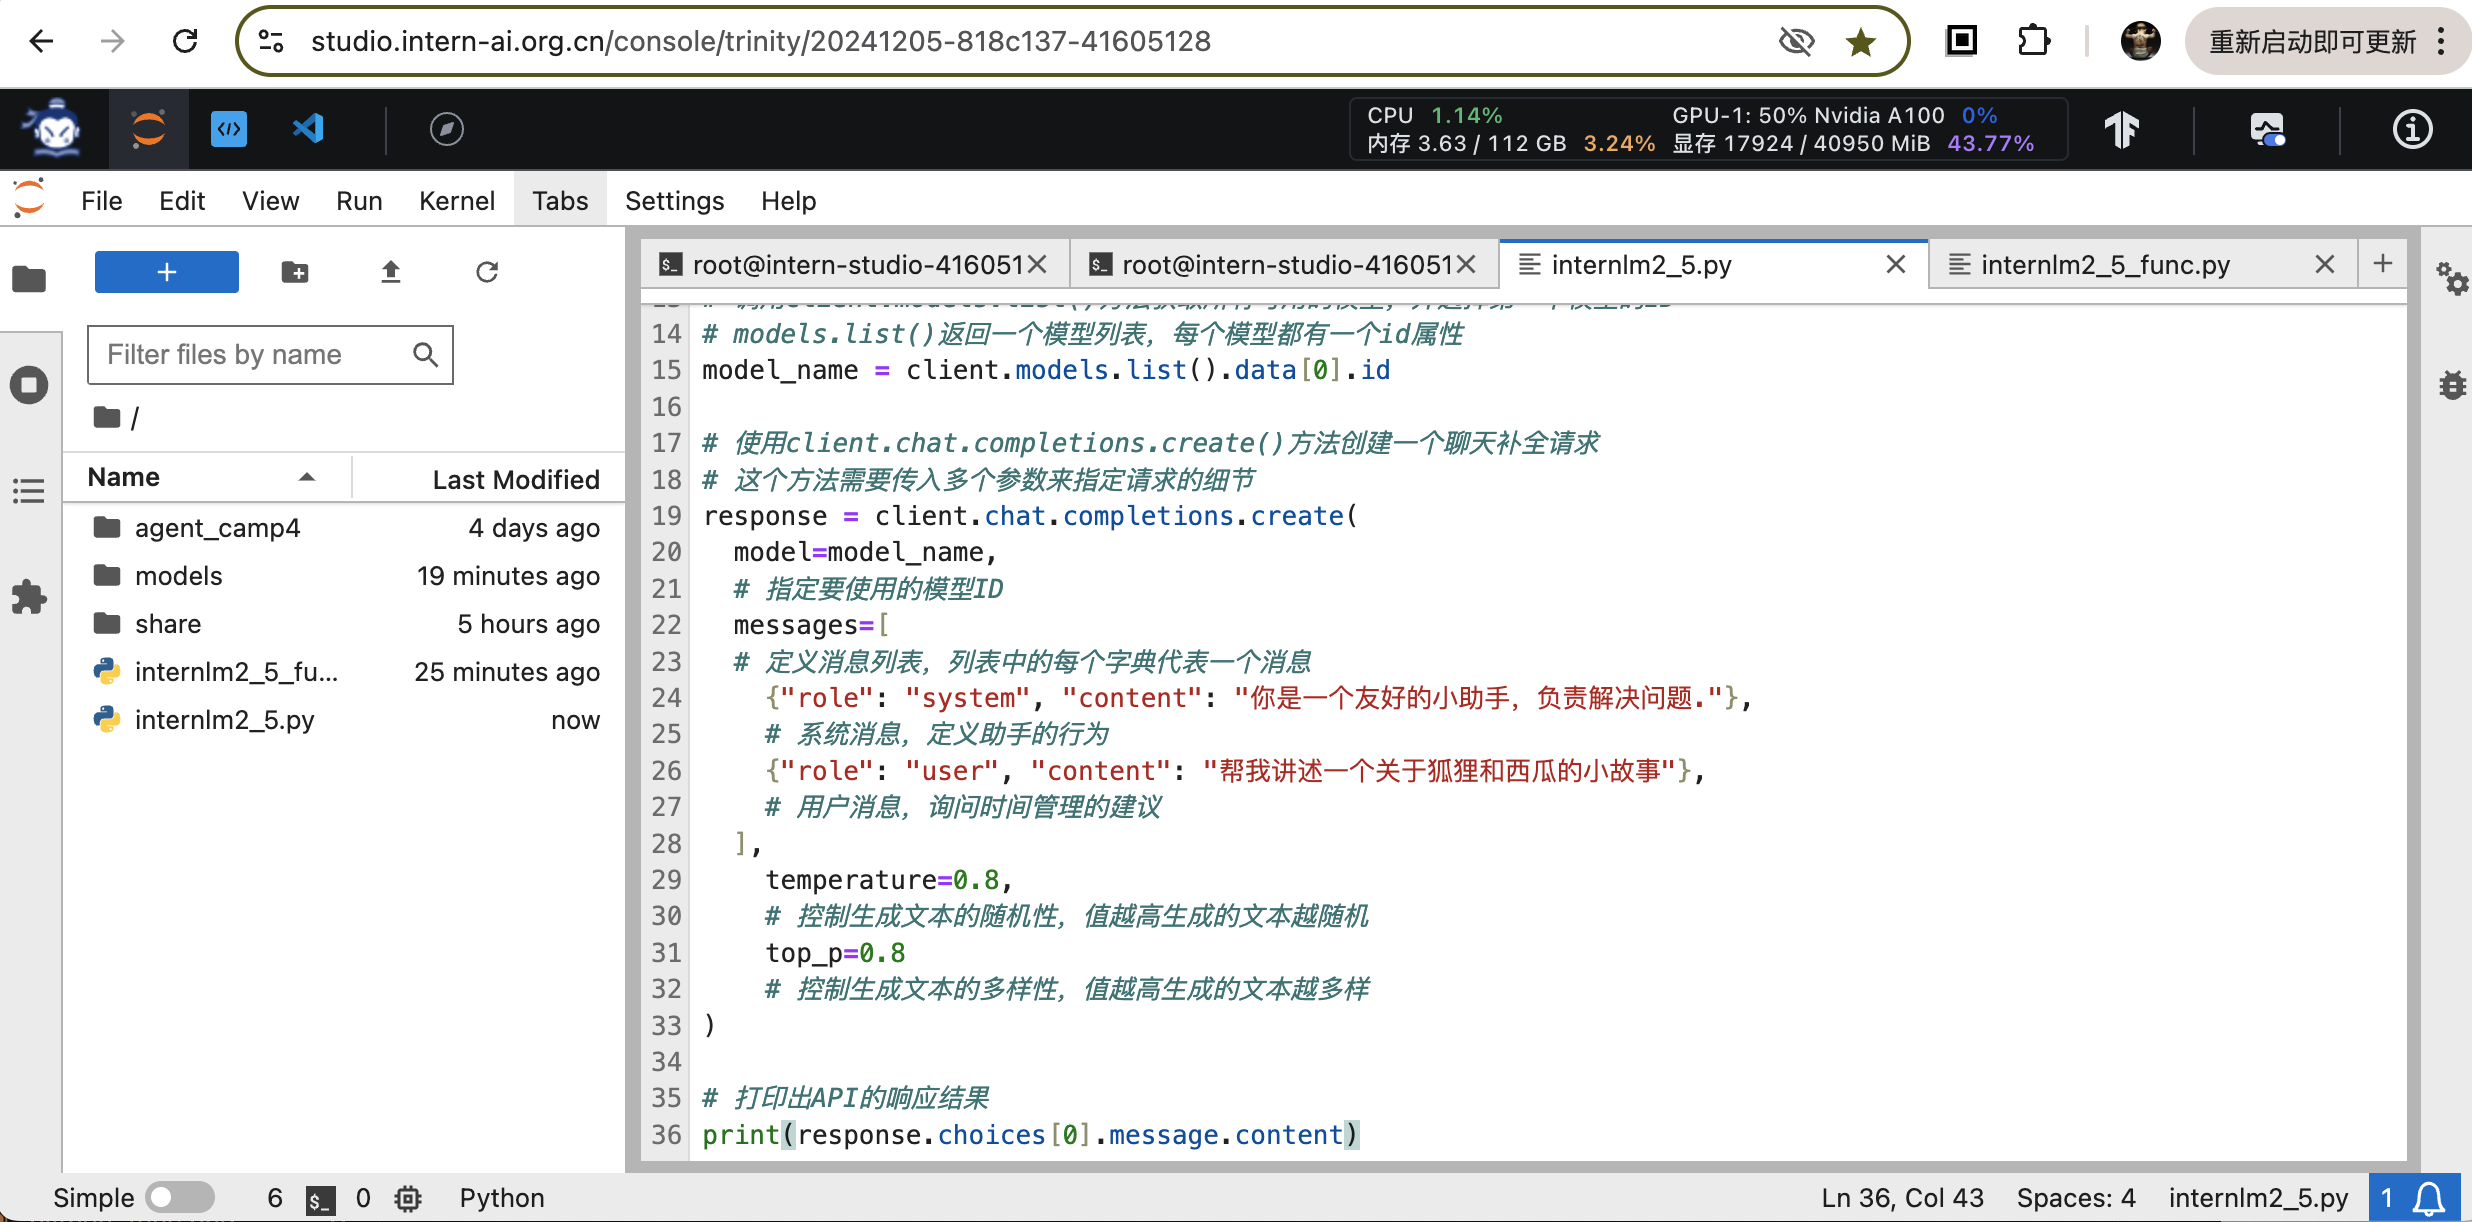 studio.intern-ai.org.cn/console/trinity/20241205-818c137-41605128
重新启动即可更新
CPU 1.14% GPU-1: 50% Nvidia A100 0%
内存 3.63 / 112 GB 3.24% 显存 17924 / 40950 MiB 43.77%
File Edit View Run Kernel Tabs Settings Help
Filter files by name
/
Name Last Modified
agent_camp4 4 days ago
models 19 minutes ago
share 5 hours ago
internlm2_5_fu... 25 minutes ago
internlm2_5.py now
root@intern-studio-416051 root@intern-studio-416051 internlm2_5.py internlm2_5_func.py
14 # models.list()返回一个模型列表，每个模型都有一个id属性
15 model_name = client.models.list().data[0].id
16
17 # 使用client.chat.completions.create()方法创建一个聊天补全请求
18 # 这个方法需要传入多个参数来指定请求的细节
19 response = client.chat.completions.create(
20 model=model_name,
21 # 指定要使用的模型ID
22 messages=[
23 # 定义消息列表，列表中的每个字典代表一个消息
24 {"role": "system", "content": "你是一个友好的小助手，负责解决问题."},
25 # 系统消息，定义助手的行为
26 {"role": "user", "content": "帮我讲述一个关于狐狸和西瓜的小故事"},
27 # 用户消息，询问时间管理的建议
28 ],
29 temperature=0.8,
30 # 控制生成文本的随机性，值越高生成的文本越随机
31 top_p=0.8
32 # 控制生成文本的多样性，值越高生成的文本越多样
33 )
34
35 # 打印出API的响应结果
36 print(response.choices[0].message.content)
Simple 6 $_ 0 Python Ln 36, Col 43 Spaces: 4 internlm2_5.py 1